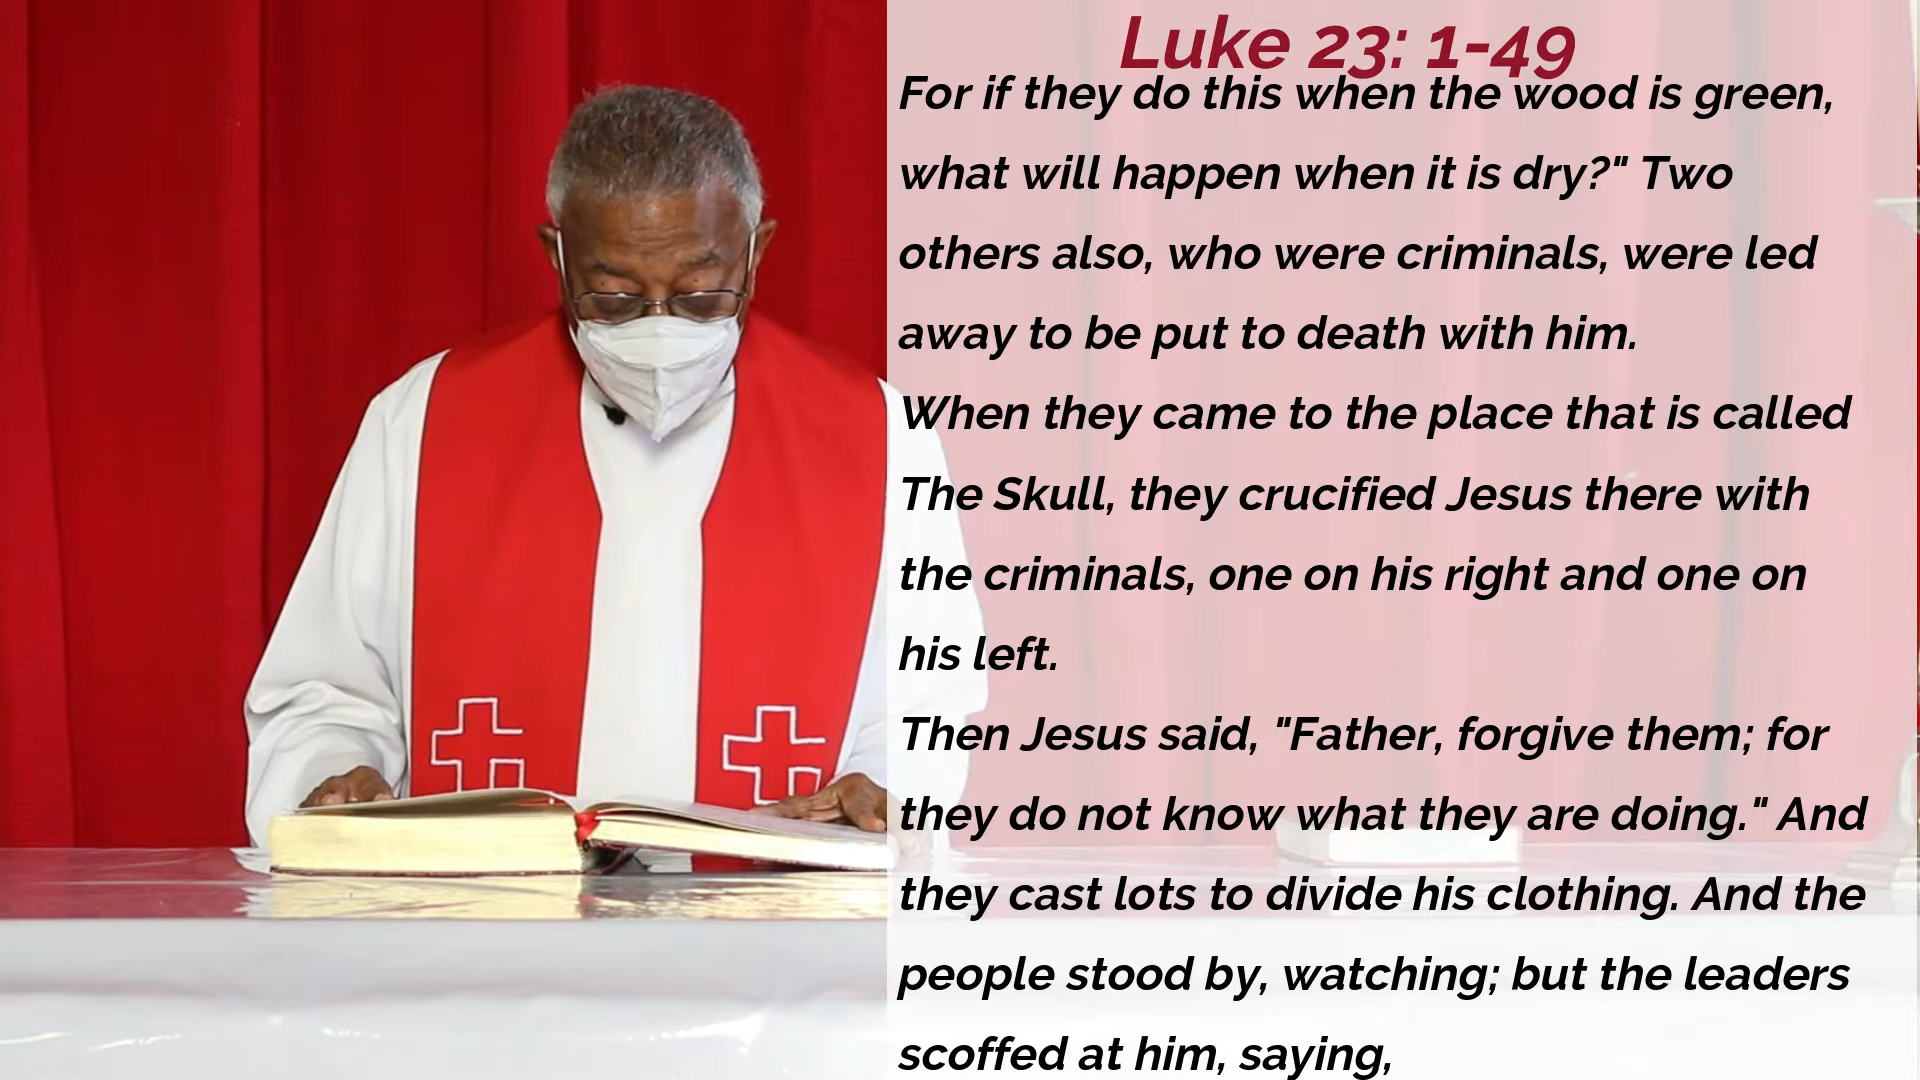 Luke 23: 1-49
For if they do this when the wood is green,
what will happen when it is dry?" Two
others also, who were criminals, were led
away to be put to death with him.
When they came to the place that is called
The Skull, they crucified Jesus there with
the criminals, one on his right and one on
his left.
Then Jesus said, "Father, forgive them; for
they do not know what they are doing." And
they cast lots to divide his clothing. And the
people stood by, watching; but the leaders
scoffed at him, saying,